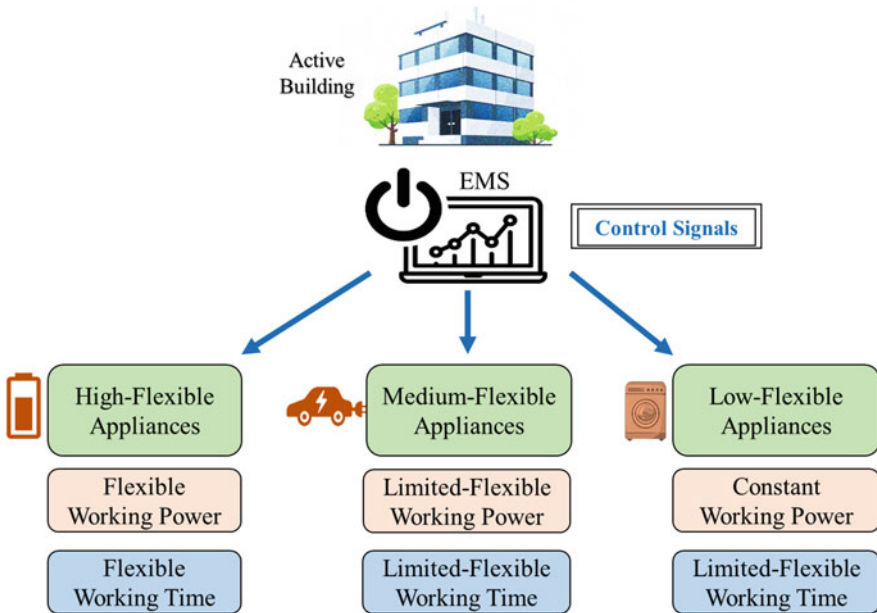 Active
Building
EMS
Control Signals
High-Flexible
Appliances
Medium-Flexible
Appliances
Low-Flexible
Appliances
Flexible
Working Power
Limited-Flexible
Working Power
Constant
Working Power
Flexible
Working Time
Limited-Flexible
Working Time
Limited-Flexible
Working Time